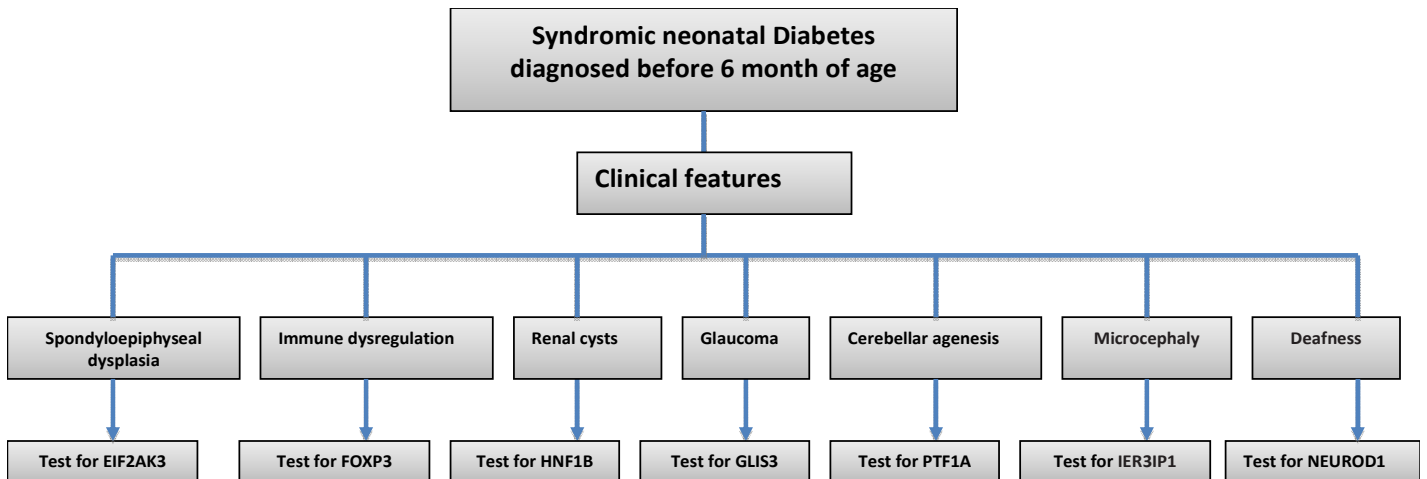 Syndromic neonatal Diabetes
diagnosed before 6 month of age
Clinical features
Spondyloepiphyseal
dysplasia
Immune dysregulation
Renal cysts
Glaucoma
Cerebellar agenesis
Microcephaly
Deafness
Test for EIF2AK3
Test for FOXP3
Test for HNF1B
Test for GLIS3
Test for PTF1A
Test for IER3IP1
Test for NEUROD1